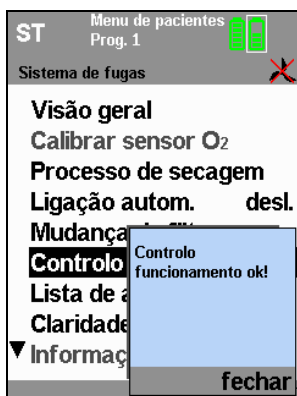 ST Menu de pacientes
Prog. 1
Sistema de fugas
Visão geral
Calibrar sensor O2
Processo de secagem
Ligação autom. desl.
Mudança
Controlo
Lista de
Claridade
Informaç
Controlo
funcionamento ok!
fechar